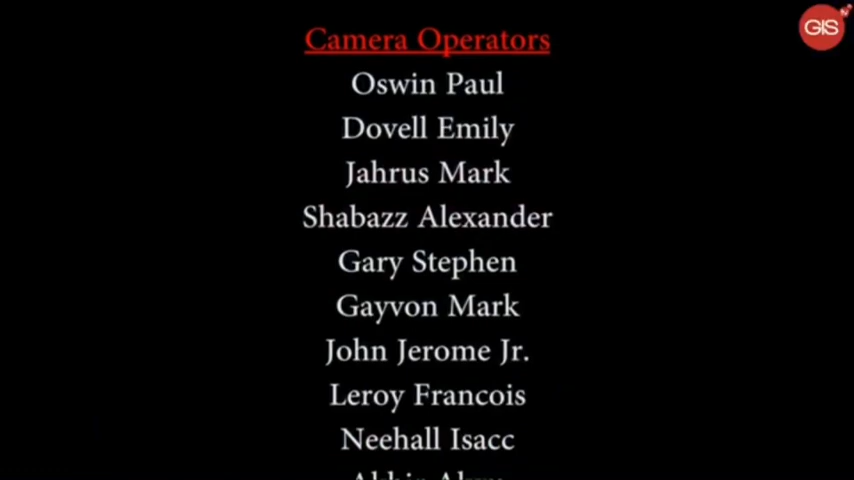 Camera Operators
Oswin Paul
Dovell Emily
Jahrus Mark
Shabazz Alexander
Gary Stephen
Gayvon Mark
John Jerome Jr.
Leroy Francois
Neehall Isacc
GIS